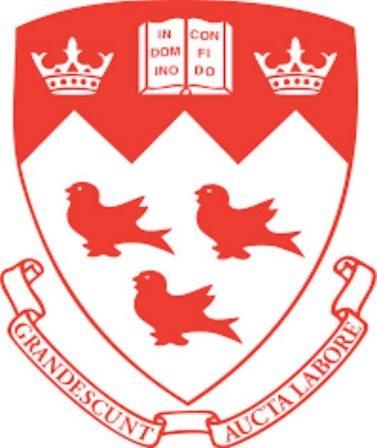 IN
DOM
INO
CON
FI
DO
GRANDESCUNT AUCTA LABORE